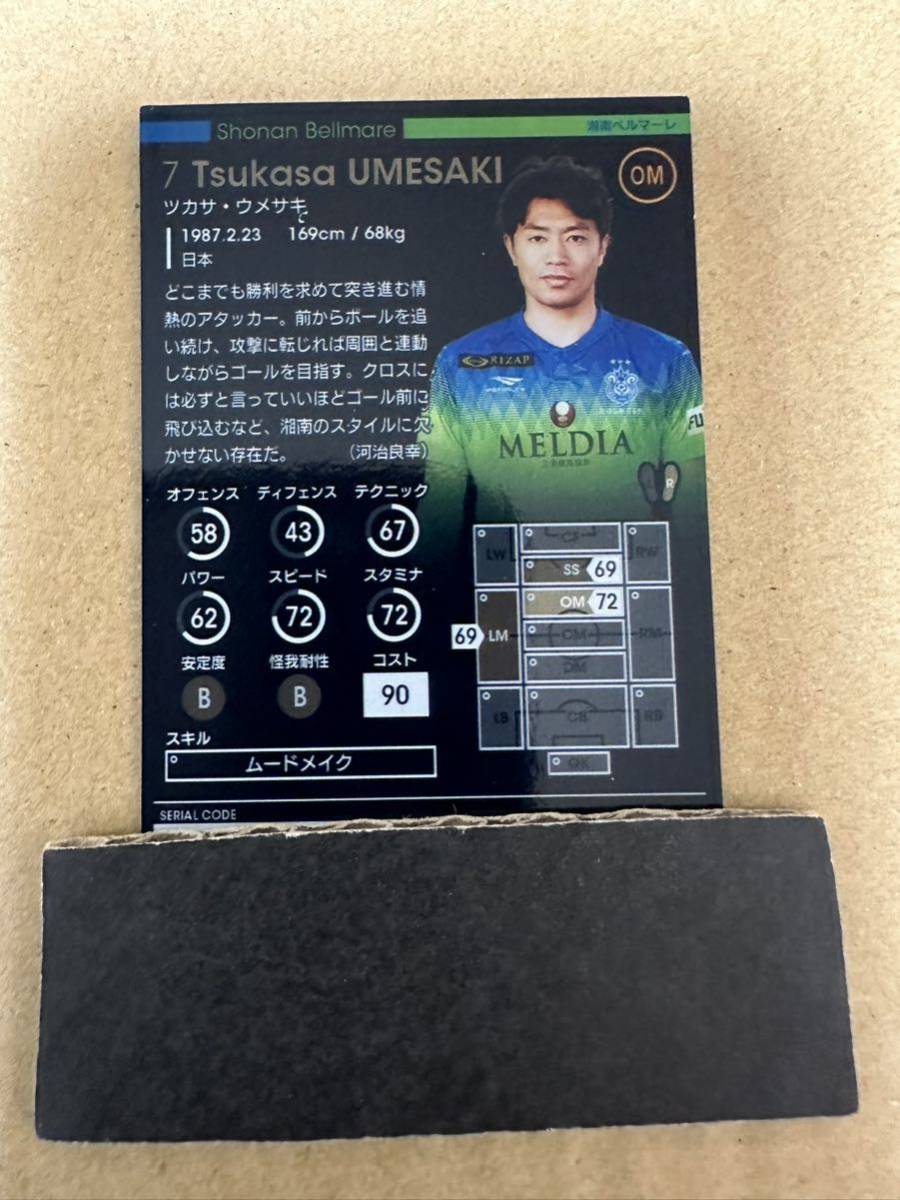 Shonan Bellmare
湘南ベルマーレ
7 Tsukasa UMESAKI
OM
ツカサ・ウメサキ
1987.2.23 169cm / 68kg
日本
どこまでも勝利を求めて突き進む情
熱のアタッカー。前からボールを追
い続け、攻撃に転じれば周囲と連動
しながらゴールを目指す。クロスに
は必ずと言っていいほどゴール前に
飛び込むなど、湘南のスタイルに欠
かせない存在だ。 (河治良幸)
RIZAP
MELDIA
FU
R
オフェンス ディフェンス テクニック
58 43 67
パワー スピード スタミナ
62 72 72
安定度 怪我耐性 コスト
B B 90
スキル
ムードメイク
LW CF RW
SS 69
OM 72
69 LM CM RM
DM
LB CB RB
GK
SERIAL CODE